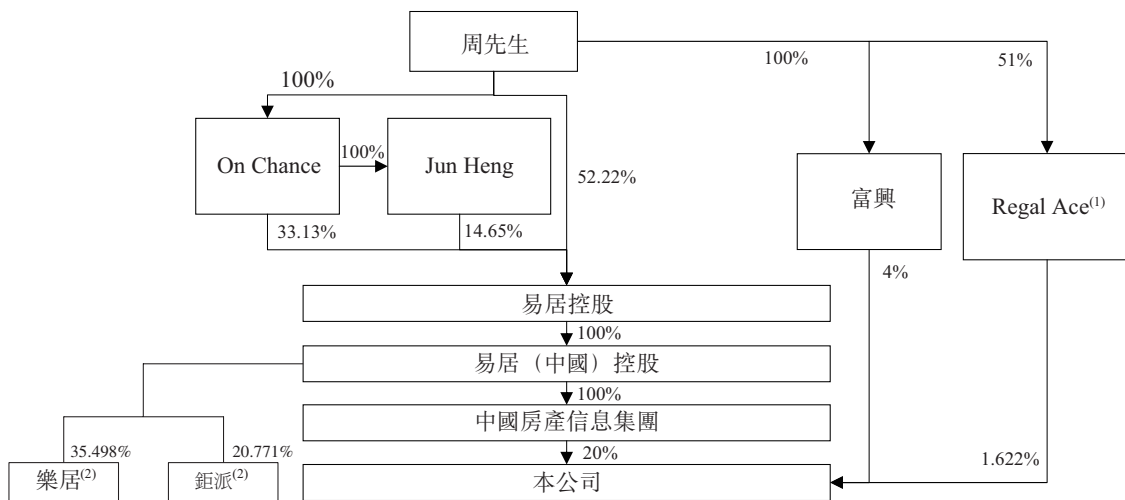 周先生
100%
100%
51%
On Chance
100%
Jun Heng
52.22%
富興
Regal Ace(1)
33.13%
14.65%
4%
易居控股
100%
易居（中國）控股
100%
中國房產信息集團
35.498%
20.771%
20%
1.622%
樂居(2)
鉅派(2)
本公司